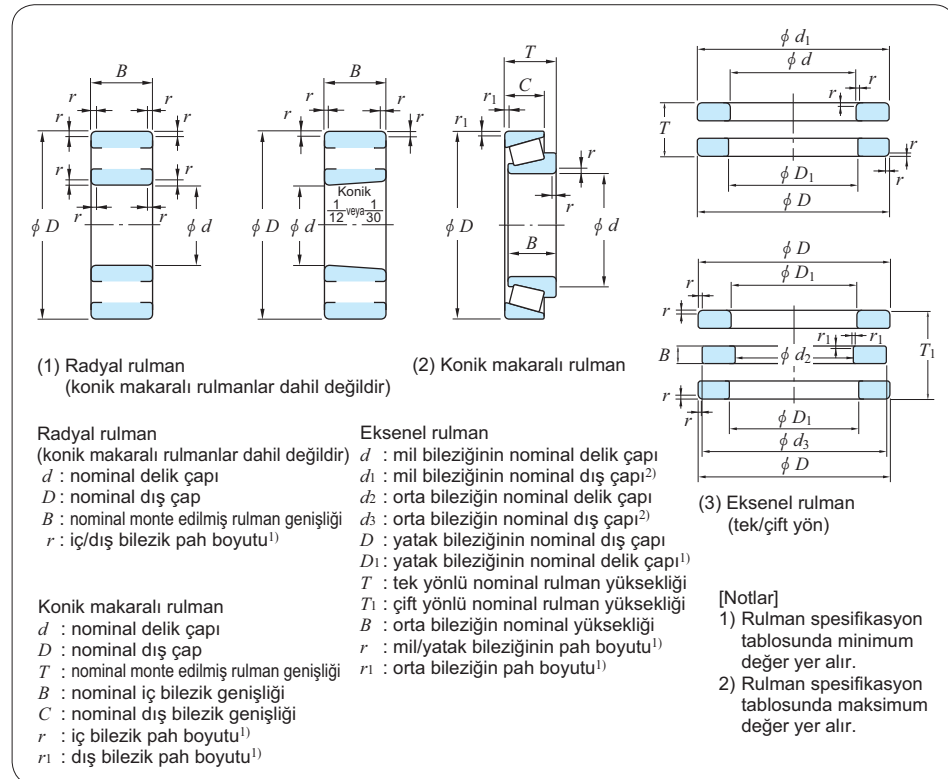 B
r
r
r
r
r
r
r
r
φ D
φ d
B
r
r
r
r
Konik
1/12 veya 1/30
φ D
φ d
T
C
r1
r1
r
r
B
φ D
φ d
(1) Radyal rulman
(konik makaralı rulmanlar dahil değildir)
(2) Konik makaralı rulman
φ d1
φ d
r
r
T
r
r
φ D1
φ D
φ D
φ D1
r
r
r1
r1
B
φ d2
T1
r
r
φ D1
φ d3
φ D
(3) Eksenel rulman
(tek/çift yön)
Radyal rulman
(konik makaralı rulmanlar dahil değildir)
d : nominal delik çapı
D : nominal dış çap
B : nominal monte edilmiş rulman genişliği
r : iç/dış bilezik pah boyutu1)
Konik makaralı rulman
d : nominal delik çapı
D : nominal dış çap
T : nominal monte edilmiş rulman genişliği
B : nominal iç bilezik genişliği
C : nominal dış bilezik genişliği
r : iç bilezik pah boyutu1)
r1 : dış bilezik pah boyutu1)
Eksenel rulman
d : mil bileziğinin nominal delik çapı
d1 : mil bileziğinin nominal dış çapı2)
d2 : orta bileziğin nominal delik çapı
d3 : orta bileziğin nominal dış çapı2)
D : yatak bileziğinin nominal dış çapı
D1 : yatak bileziğinin nominal delik çapı1)
T : tek yönlü nominal rulman yüksekliği
T1 : çift yönlü nominal rulman yüksekliği
B : orta bileziğin nominal yüksekliği
r : mil/yatak bileziğinin pah boyutu1)
r1 : orta bileziğin pah boyutu1)
[Notlar]
1) Rulman spesifikasyon
tablosunda minimum
değer yer alır.
2) Rulman spesifikasyon
tablosunda maksimum
değer yer alır.